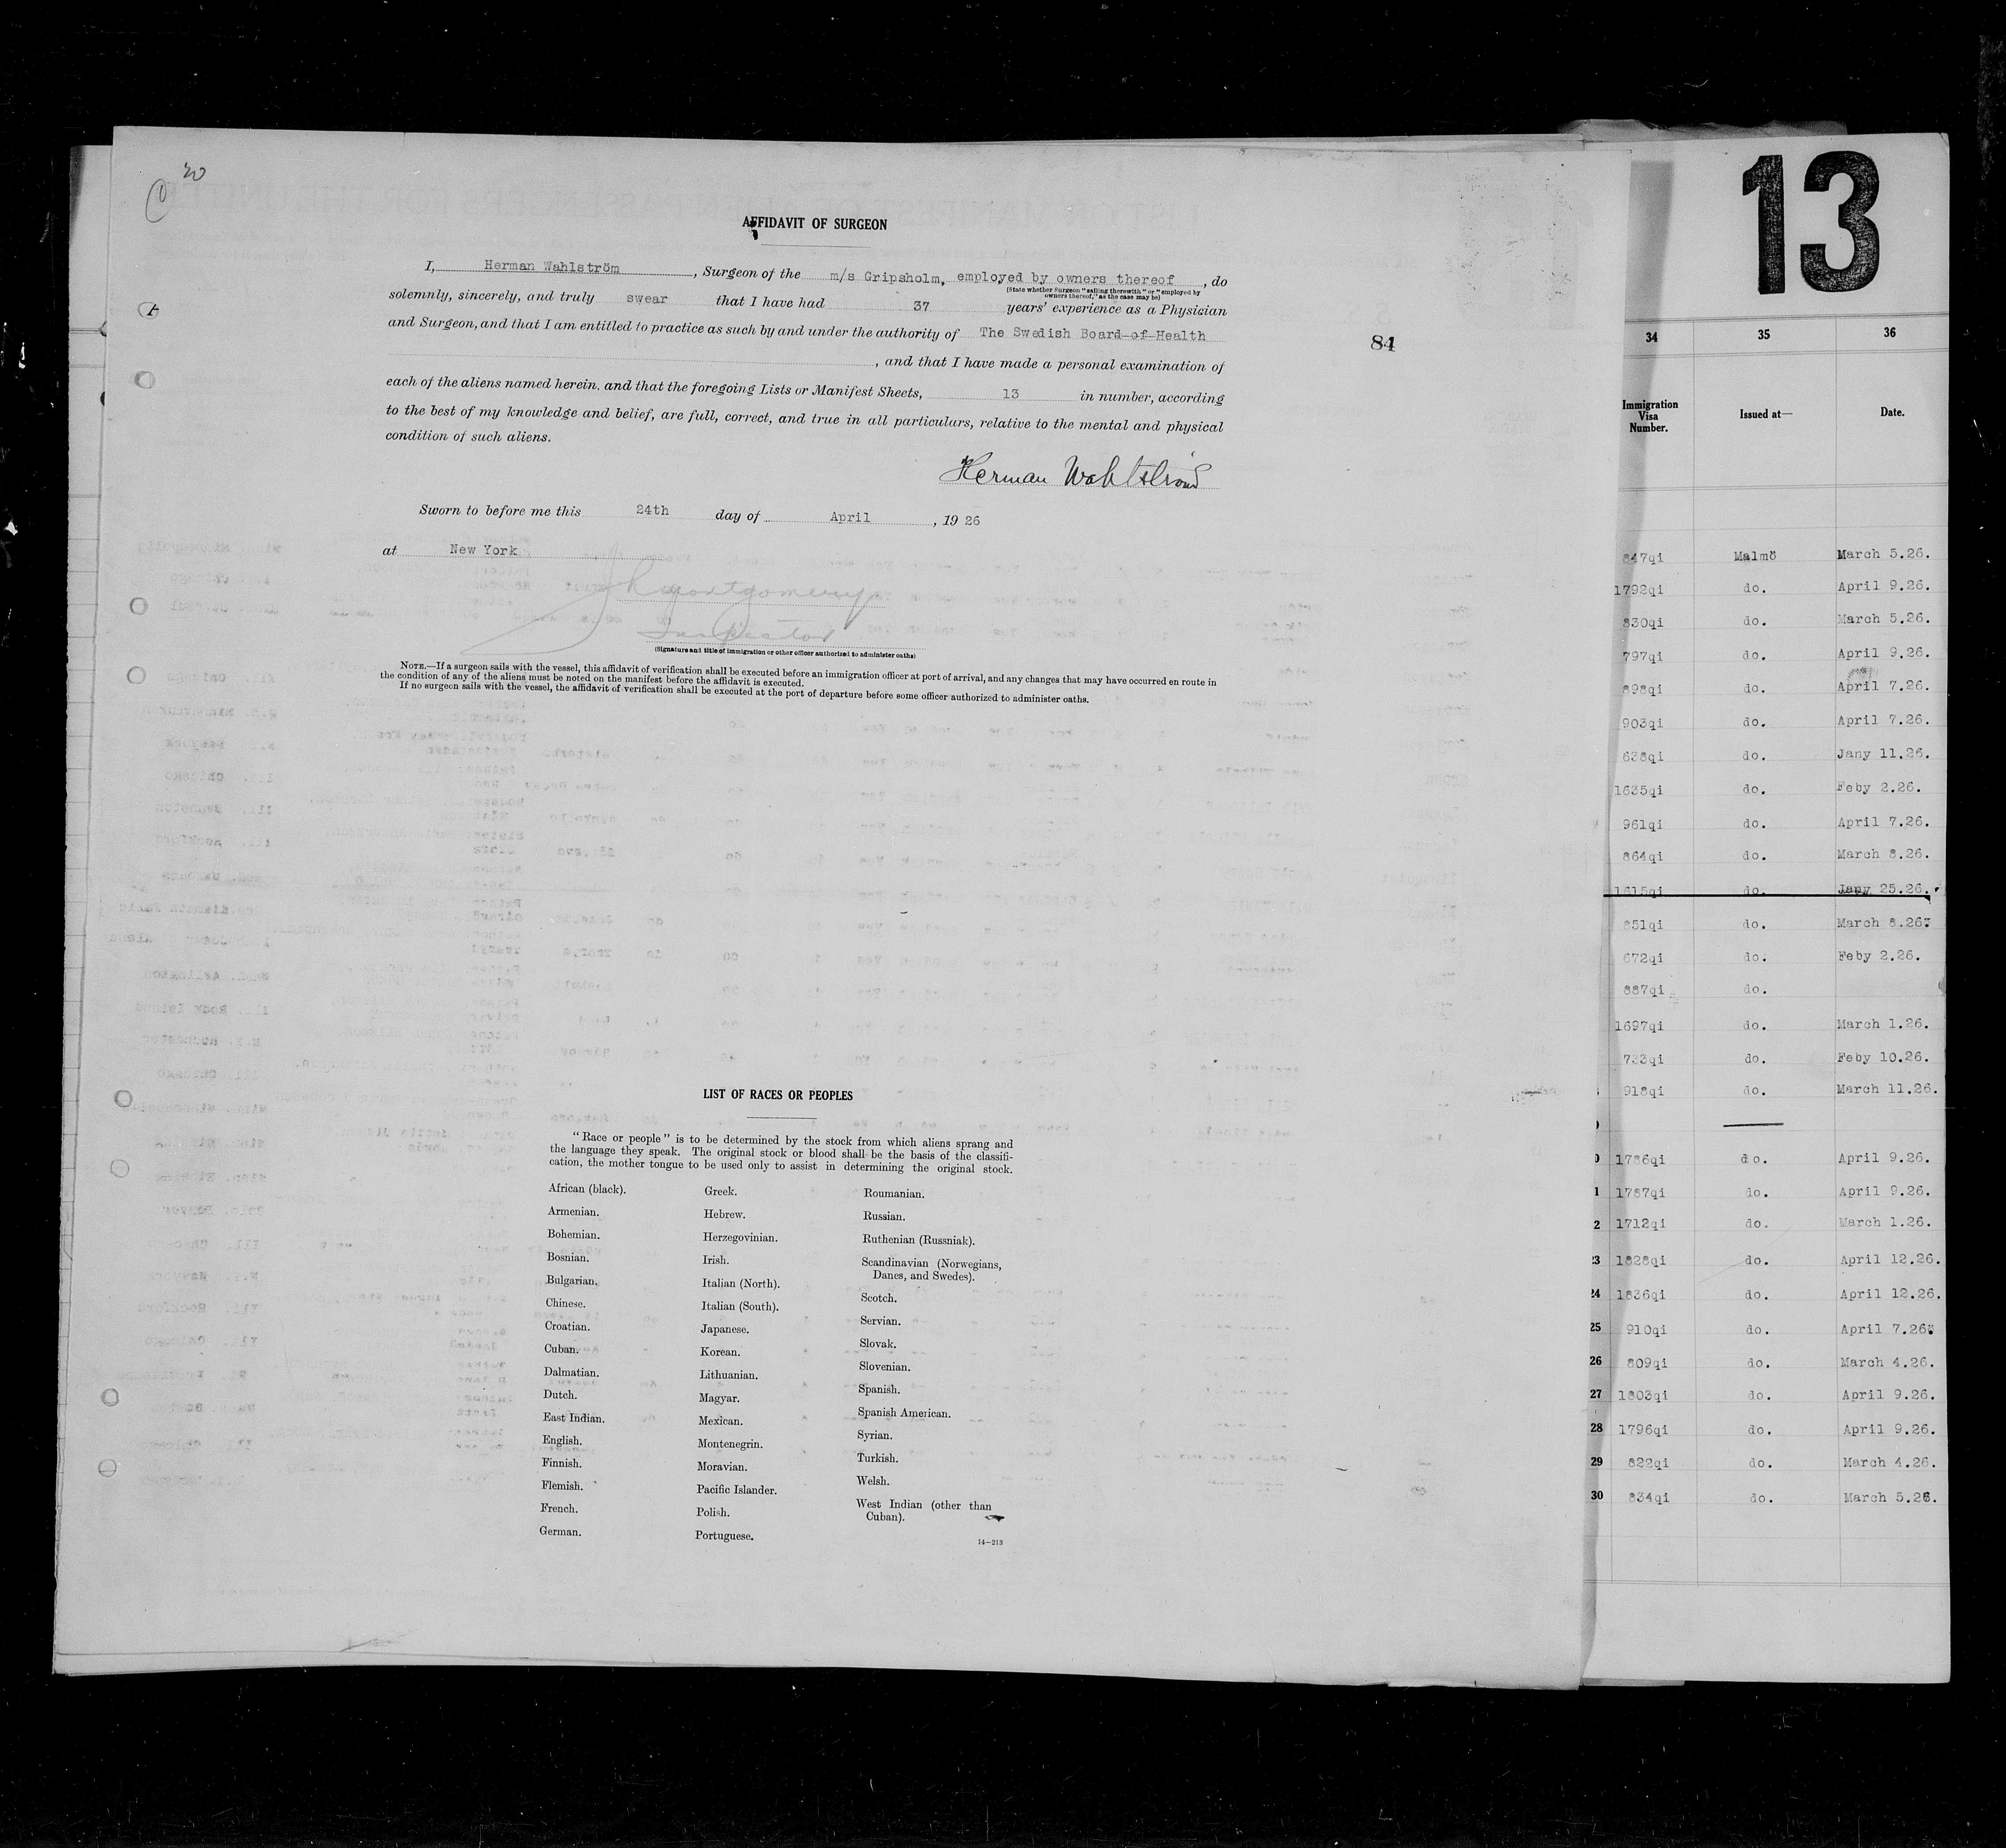 20
1
AFFIDAVIT OF SURGEON
I, Herman Wahlström, Surgeon of the m/s Gripsholm, employed by owners thereof, do
(State whether Surgeon "sailing therewith" or "employed by
owners thereof," as the case may be)
solemnly, sincerely, and truly swear that I have had 37 years' experience as a Physician
and Surgeon, and that I am entitled to practice as such by and under the authority of The Swedish Board of Health
, and that I have made a personal examination of
each of the aliens named herein, and that the foregoing Lists or Manifest Sheets, 13 in number, according
to the best of my knowledge and belief, are full, correct, and true in all particulars, relative to the mental and physical
condition of such aliens.
Herman Wahlström
Sworn to before me this 24th day of April, 1926
at New York
Montgomery
Inspector
(Signature and title of immigration or other officer authorized to administer oaths)
NOTE.—If a surgeon sails with the vessel, this affidavit of verification shall be executed before an immigration officer at port of arrival, and any changes that may have occurred en route in
the condition of any of the aliens must be noted on the manifest before the affidavit is executed.
If no surgeon sails with the vessel, the affidavit of verification shall be executed at the port of departure before some officer authorized to administer oaths.
84
LIST OF RACES OR PEOPLES
"Race or people" is to be determined by the stock from which aliens sprang and
the language they speak. The original stock or blood shall be the basis of the classifi-
cation, the mother tongue to be used only to assist in determining the original stock.
African (black).
Armenian.
Bohemian.
Bosnian.
Bulgarian.
Chinese.
Croatian.
Cuban.
Dalmatian.
Dutch.
East Indian.
English.
Finnish.
Flemish.
French.
German.
Greek.
Hebrew.
Herzegovinian.
Irish.
Italian (North).
Italian (South).
Japanese.
Korean.
Lithuanian.
Magyar.
Mexican.
Montenegrin.
Moravian.
Pacific Islander.
Polish.
Portuguese.
Roumanian.
Russian.
Ruthenian (Russniak).
Scandinavian (Norwegians,
Danes, and Swedes).
Scotch.
Servian.
Slovak.
Slovenian.
Spanish.
Spanish American.
Syrian.
Turkish.
Welsh.
West Indian (other than
Cuban).
14—213
13
34 35 36
Immigration
Visa
Number.
Issued at—
Date.
847qi Malmö March 5.26.
1792qi do. April 9.26.
830qi do. March 5.26.
797qi do. April 9.26.
898qi do. April 7.26.
903qi do. April 7.26.
638qi do. Jany 11.26.
1635qi do. Feby 2.26.
961qi do. April 7.26.
864qi do. March 8.26.
1615qi do. Jany 25.26.
851qi do. March 8.26.
672qi do. Feby 2.26.
887qi do.
1697qi do. March 1.26.
733qi do. Feby 10.26.
918qi do. March 11.26.
0 1786qi do. April 9.26.
1 1787qi do. April 9.26.
2 1712qi do. March 1.26.
23 1828qi do. April 12.26.
24 1836qi do. April 12.26.
25 910qi do. April 7.26.
26 809qi do. March 4.26.
27 1803qi do. April 9.26.
28 1796qi do. April 9.26.
29 822qi do. March 4.26.
30 834qi do. March 5.26.